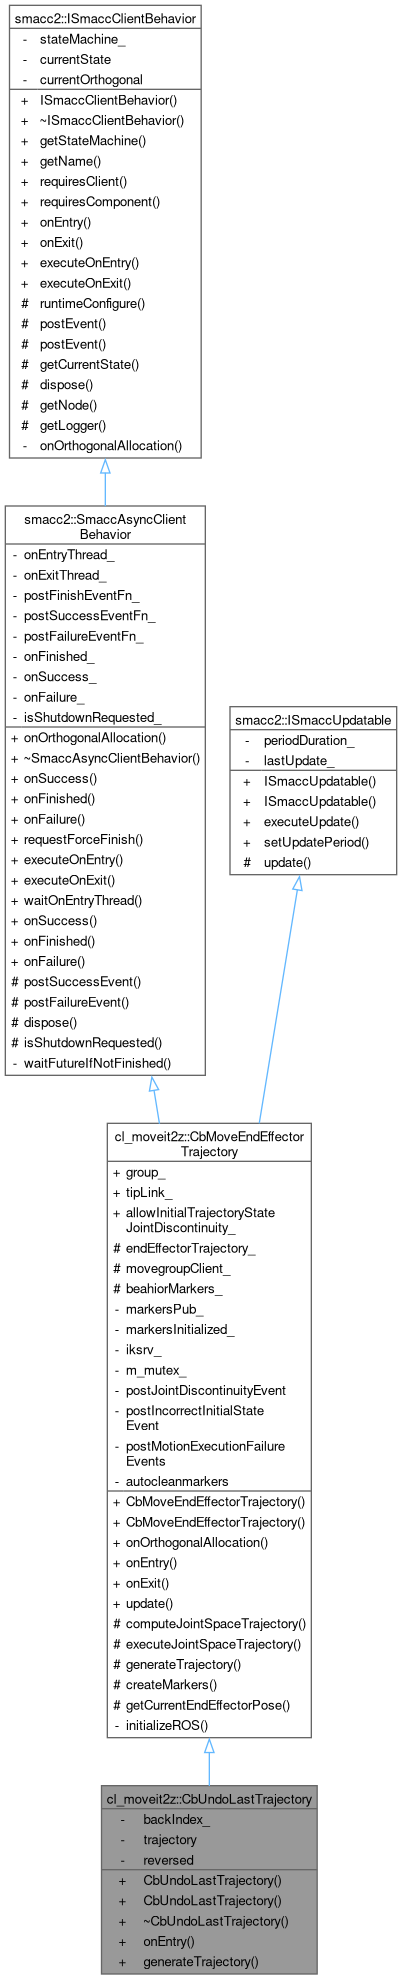 smacc2::ISmaccClientBehavior
- stateMachine_
- currentState
- currentOrthogonal
+ ISmaccClientBehavior()
+ ~ISmaccClientBehavior()
+ getStateMachine()
+ getName()
+ requiresClient()
+ requiresComponent()
+ onEntry()
+ onExit()
+ executeOnEntry()
+ executeOnExit()
# runtimeConfigure()
# postEvent()
# postEvent()
# getCurrentState()
# dispose()
# getNode()
# getLogger()
- onOrthogonalAllocation()
smacc2::SmaccAsyncClient
Behavior
- onEntryThread_
- onExitThread_
- postFinishEventFn_
- postSuccessEventFn_
- postFailureEventFn_
- onFinished_
- onSuccess_
- onFailure_
- isShutdownRequested_
+ onOrthogonalAllocation()
+ ~SmaccAsyncClientBehavior()
+ onSuccess()
+ onFinished()
+ onFailure()
+ requestForceFinish()
+ executeOnEntry()
+ executeOnExit()
+ waitOnEntryThread()
+ onSuccess()
+ onFinished()
+ onFailure()
# postSuccessEvent()
# postFailureEvent()
# dispose()
# isShutdownRequested()
- waitFutureIfNotFinished()
smacc2::ISmaccUpdatable
- periodDuration_
- lastUpdate_
+ ISmaccUpdatable()
+ ISmaccUpdatable()
+ executeUpdate()
+ setUpdatePeriod()
# update()
cl_moveit2z::CbMoveEndEffector
Trajectory
+ group_
+ tipLink_
+ allowInitialTrajectoryState
JointDiscontinuity_
# endEffectorTrajectory_
# movegroupClient_
# beahiorMarkers_
- markersPub_
- markersInitialized_
- iksrv_
- m_mutex_
- postJointDiscontinuityEvent
- postIncorrectInitialState
Event
- postMotionExecutionFailure
Events
- autocleanmarkers
+ CbMoveEndEffectorTrajectory()
+ CbMoveEndEffectorTrajectory()
+ onOrthogonalAllocation()
+ onEntry()
+ onExit()
+ update()
# computeJointSpaceTrajectory()
# executeJointSpaceTrajectory()
# generateTrajectory()
# createMarkers()
# getCurrentEndEffectorPose()
- initializeROS()
cl_moveit2z::CbUndoLastTrajectory
- backIndex_
- trajectory
- reversed
+ CbUndoLastTrajectory()
+ CbUndoLastTrajectory()
+ ~CbUndoLastTrajectory()
+ onEntry()
+ generateTrajectory()